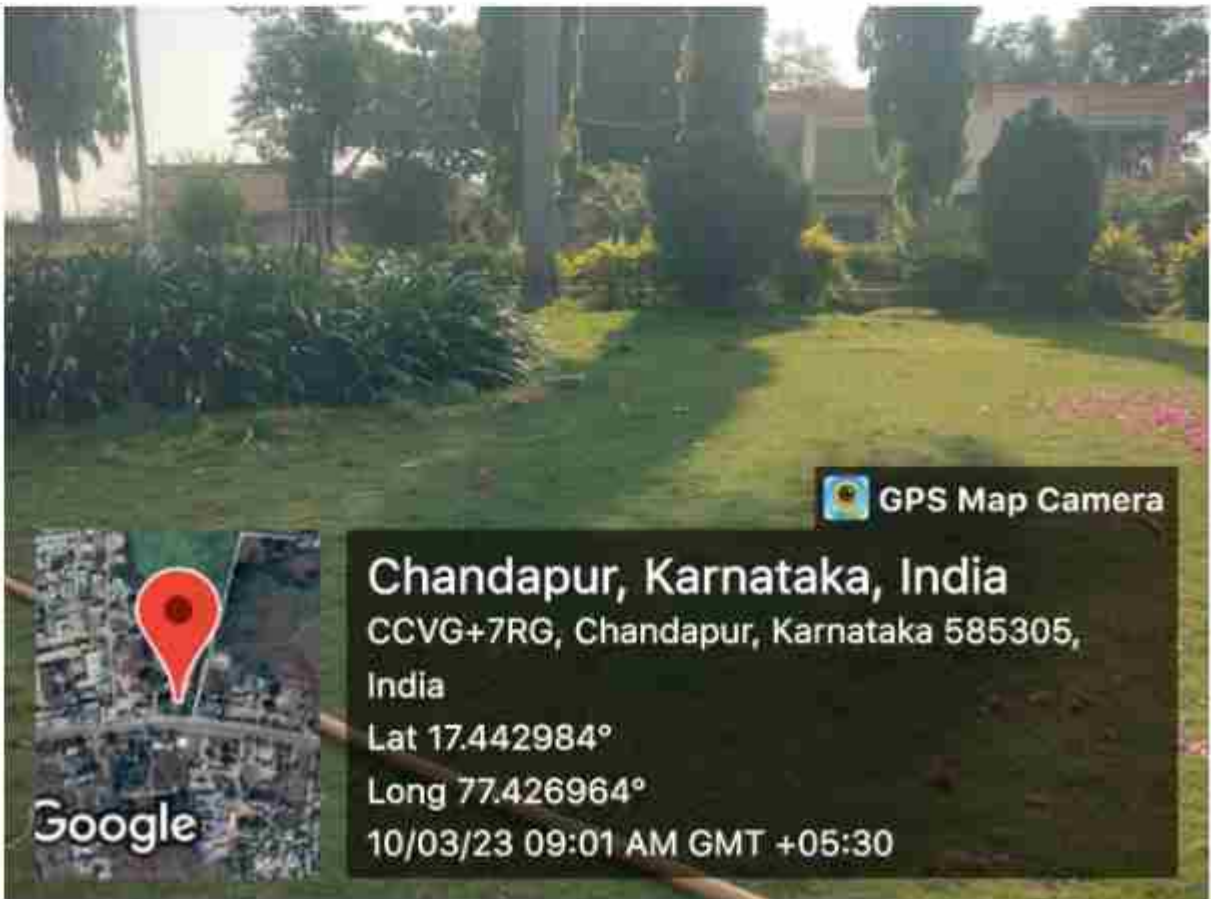 GPS Map Camera
Chandapur, Karnataka, India
CCVG+7RG, Chandapur, Karnataka 585305,
India
Lat 17.442984°
Long 77.426964°
10/03/23 09:01 AM GMT +05:30
Google